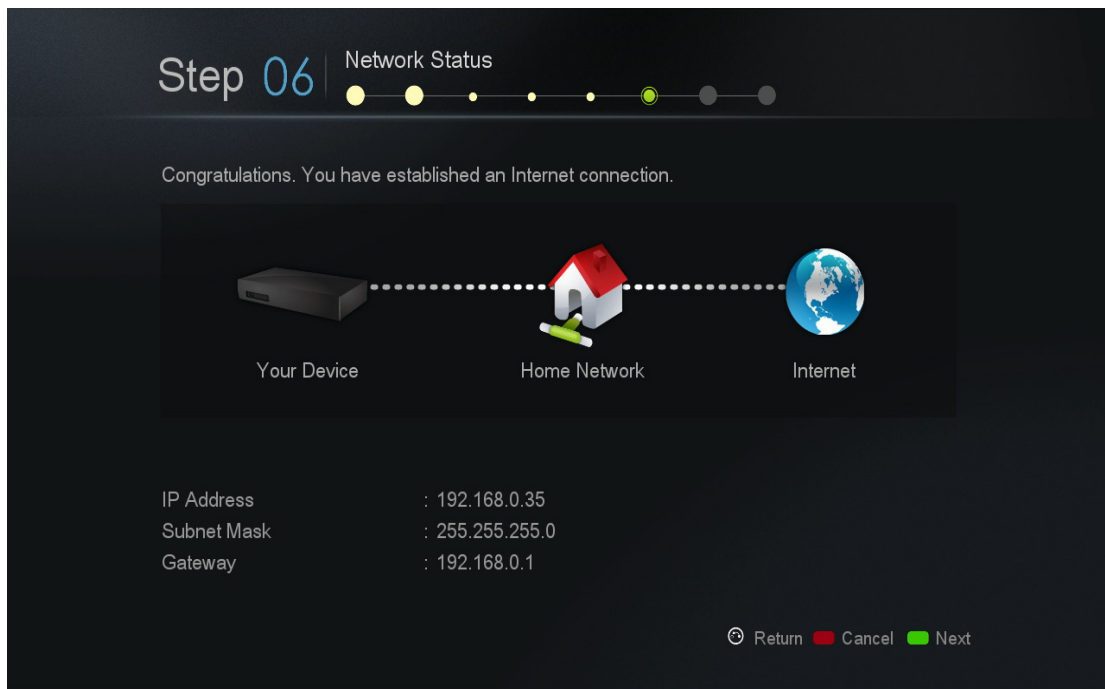 Step 06
Network Status
Congratulations. You have established an Internet connection.
Your Device Home Network Internet
IP Address : 192.168.0.35
Subnet Mask : 255.255.255.0
Gateway : 192.168.0.1
Return Cancel Next